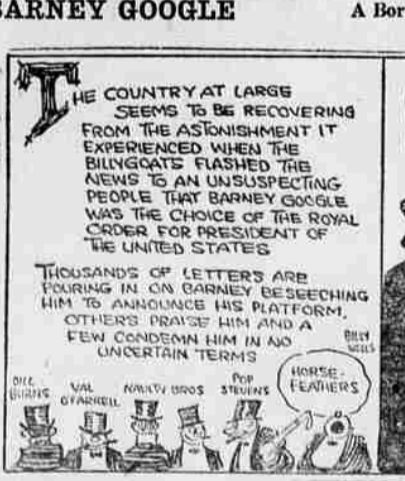 BARNEY GOOGLE
A Bor
THE COUNTRY AT LARGE
SEEMS TO BE RECOVERING
FROM THE ASTONISHMENT IT
EXPERIENCED WHEN THE
BILLYGOATS FLASHED THE
NEWS TO AN UNSUSPECTING
PEOPLE THAT BARNEY GOOGLE
WAS THE CHOICE OF THE ROYAL
ORDER FOR PRESIDENT OF
THE UNITED STATES
THOUSANDS OF LETTERS ARE
POURING IN ON BARNEY BESEECHING
HIM TO ANNOUNCE HIS PLATFORM.
OTHERS PRAISE HIM AND A
FEW CONDEMN HIM IN NO
UNCERTAIN TERMS
BURNS
VAL
O'FARRELL
BROS
POP
STEVENS
BILLY
HORSE-
FEATHERS